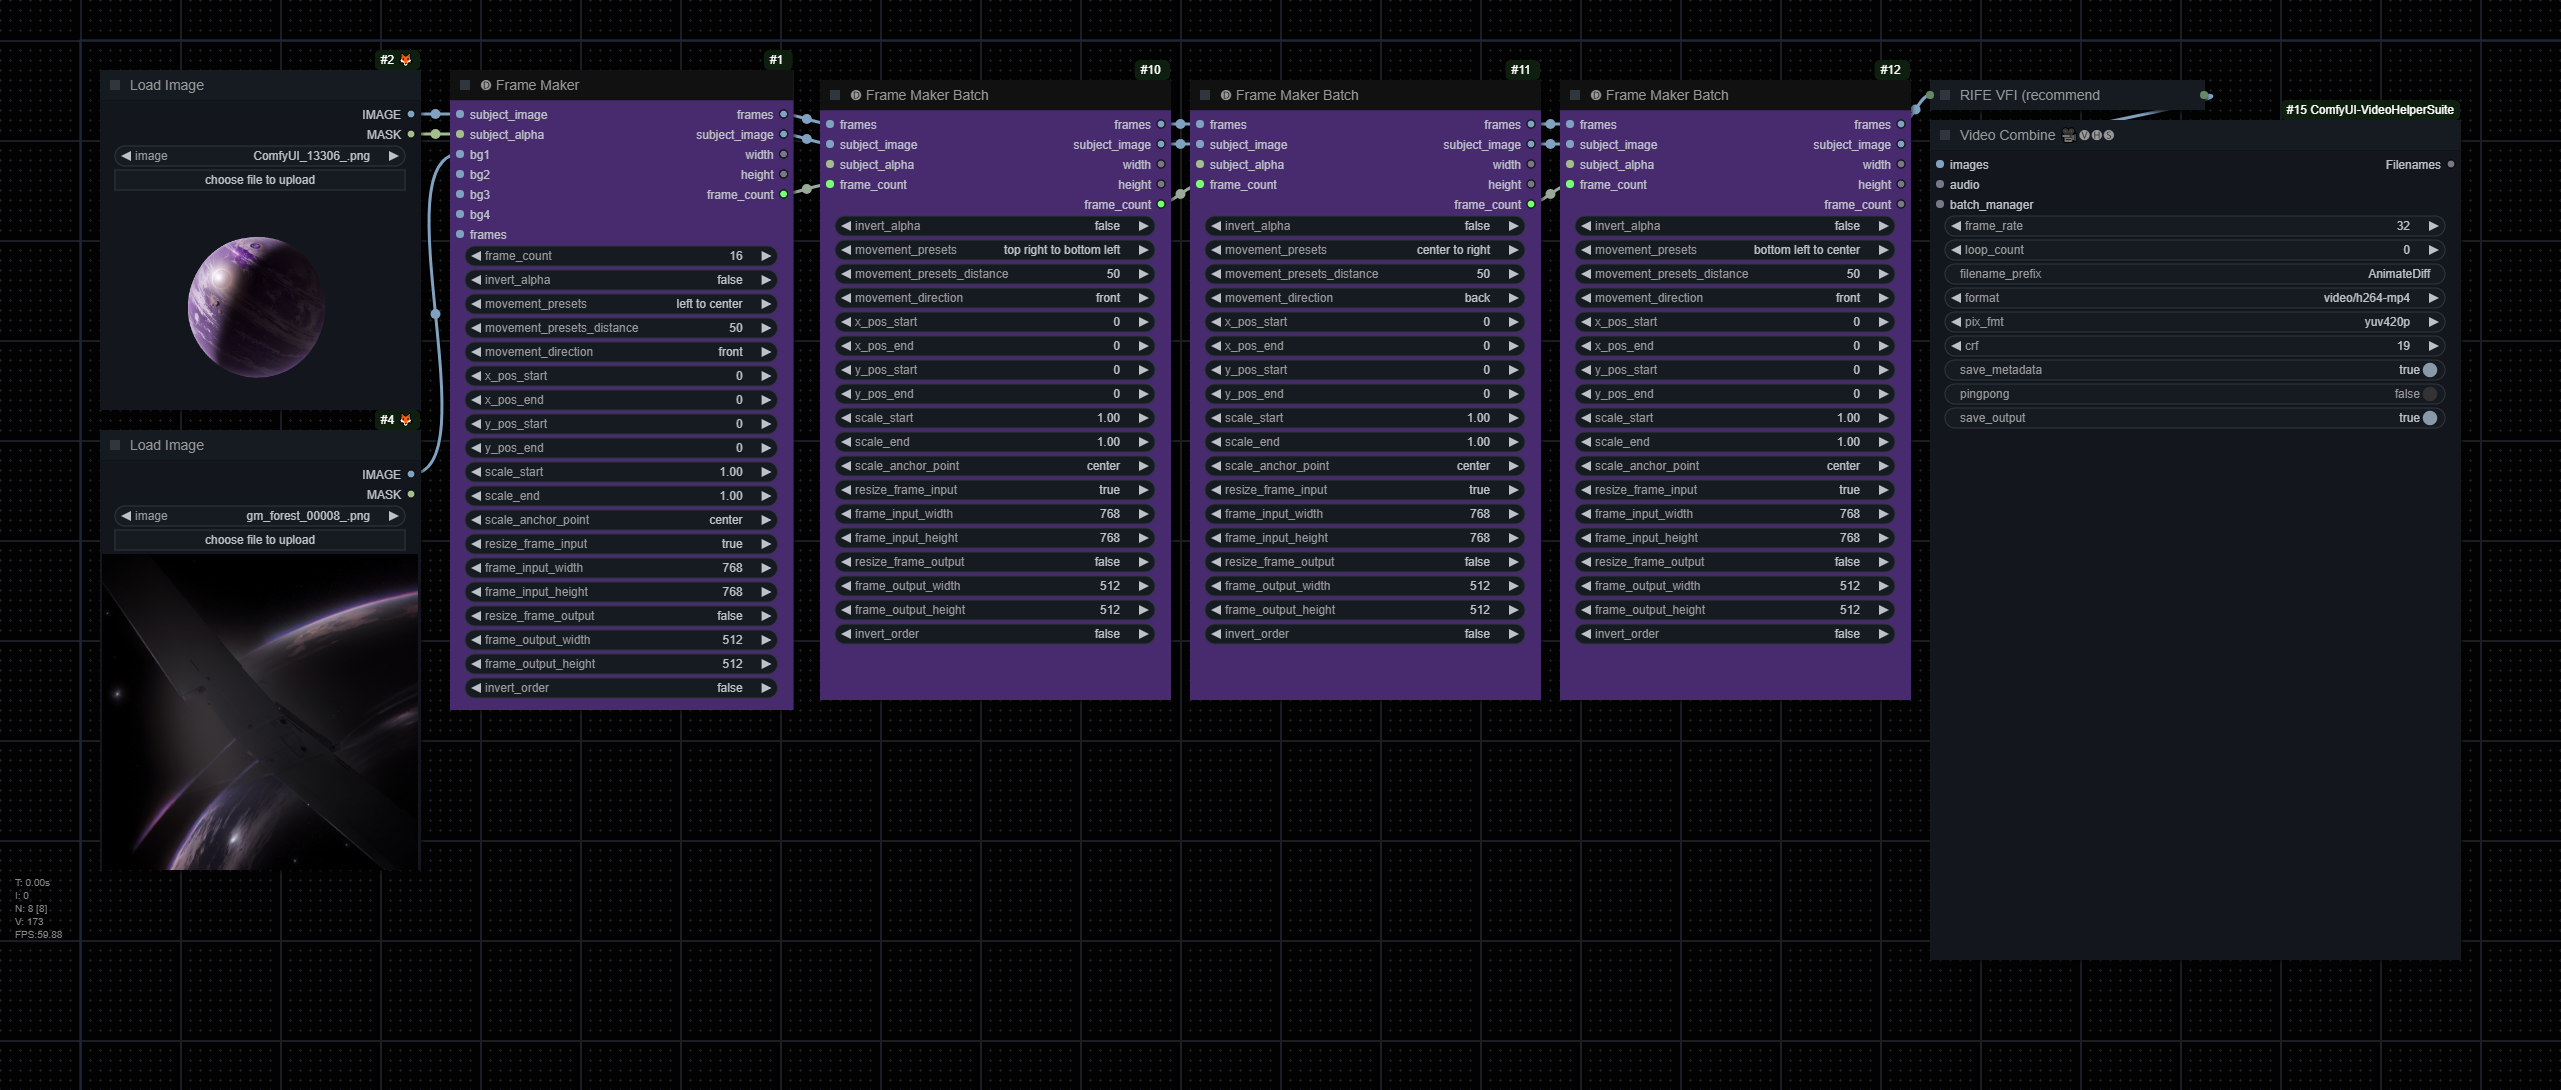 #2
Load Image
IMAGE
MASK
image ComfyUI_13306_.png
choose file to upload
#4
Load Image
IMAGE
MASK
image gm_forest_00008_.png
choose file to upload
T: 0.00s
I: 0
N: 8 [8]
V: 173
FPS:59.88
#1
Frame Maker
subject_image frames
subject_alpha subject_image
bg1 width
bg2 height
bg3 frame_count
bg4
frames
frame_count 16
invert_alpha false
movement_presets left to center
movement_presets_distance 50
movement_direction front
x_pos_start 0
x_pos_end 0
y_pos_start 0
y_pos_end 0
scale_start 1.00
scale_end 1.00
scale_anchor_point center
resize_frame_input true
frame_input_width 768
frame_input_height 768
resize_frame_output false
frame_output_width 512
frame_output_height 512
invert_order false
#10
Frame Maker Batch
frames frames
subject_image subject_image
subject_alpha width
frame_count height
frame_count
invert_alpha false
movement_presets top right to bottom left
movement_presets_distance 50
movement_direction front
x_pos_start 0
x_pos_end 0
y_pos_start 0
y_pos_end 0
scale_start 1.00
scale_end 1.00
scale_anchor_point center
resize_frame_input true
frame_input_width 768
frame_input_height 768
resize_frame_output false
frame_output_width 512
frame_output_height 512
invert_order false
#11
Frame Maker Batch
frames frames
subject_image subject_image
subject_alpha width
frame_count height
frame_count
invert_alpha false
movement_presets center to right
movement_presets_distance 50
movement_direction back
x_pos_start 0
x_pos_end 0
y_pos_start 0
y_pos_end 0
scale_start 1.00
scale_end 1.00
scale_anchor_point center
resize_frame_input true
frame_input_width 768
frame_input_height 768
resize_frame_output false
frame_output_width 512
frame_output_height 512
invert_order false
#12
Frame Maker Batch
frames frames
subject_image subject_image
subject_alpha width
frame_count height
frame_count
invert_alpha false
movement_presets bottom left to center
movement_presets_distance 50
movement_direction front
x_pos_start 0
x_pos_end 0
y_pos_start 0
y_pos_end 0
scale_start 1.00
scale_end 1.00
scale_anchor_point center
resize_frame_input true
frame_input_width 768
frame_input_height 768
resize_frame_output false
frame_output_width 512
frame_output_height 512
invert_order false
RIFE VFI (recommend
#15 ComfyUI-VideoHelperSuite
Video Combine 🎥🅥🅗🅢
images Filenames
audio
batch_manager
frame_rate 32
loop_count 0
filename_prefix AnimateDiff
format video/h264-mp4
pix_fmt yuv420p
crf 19
save_metadata true
pingpong false
save_output true